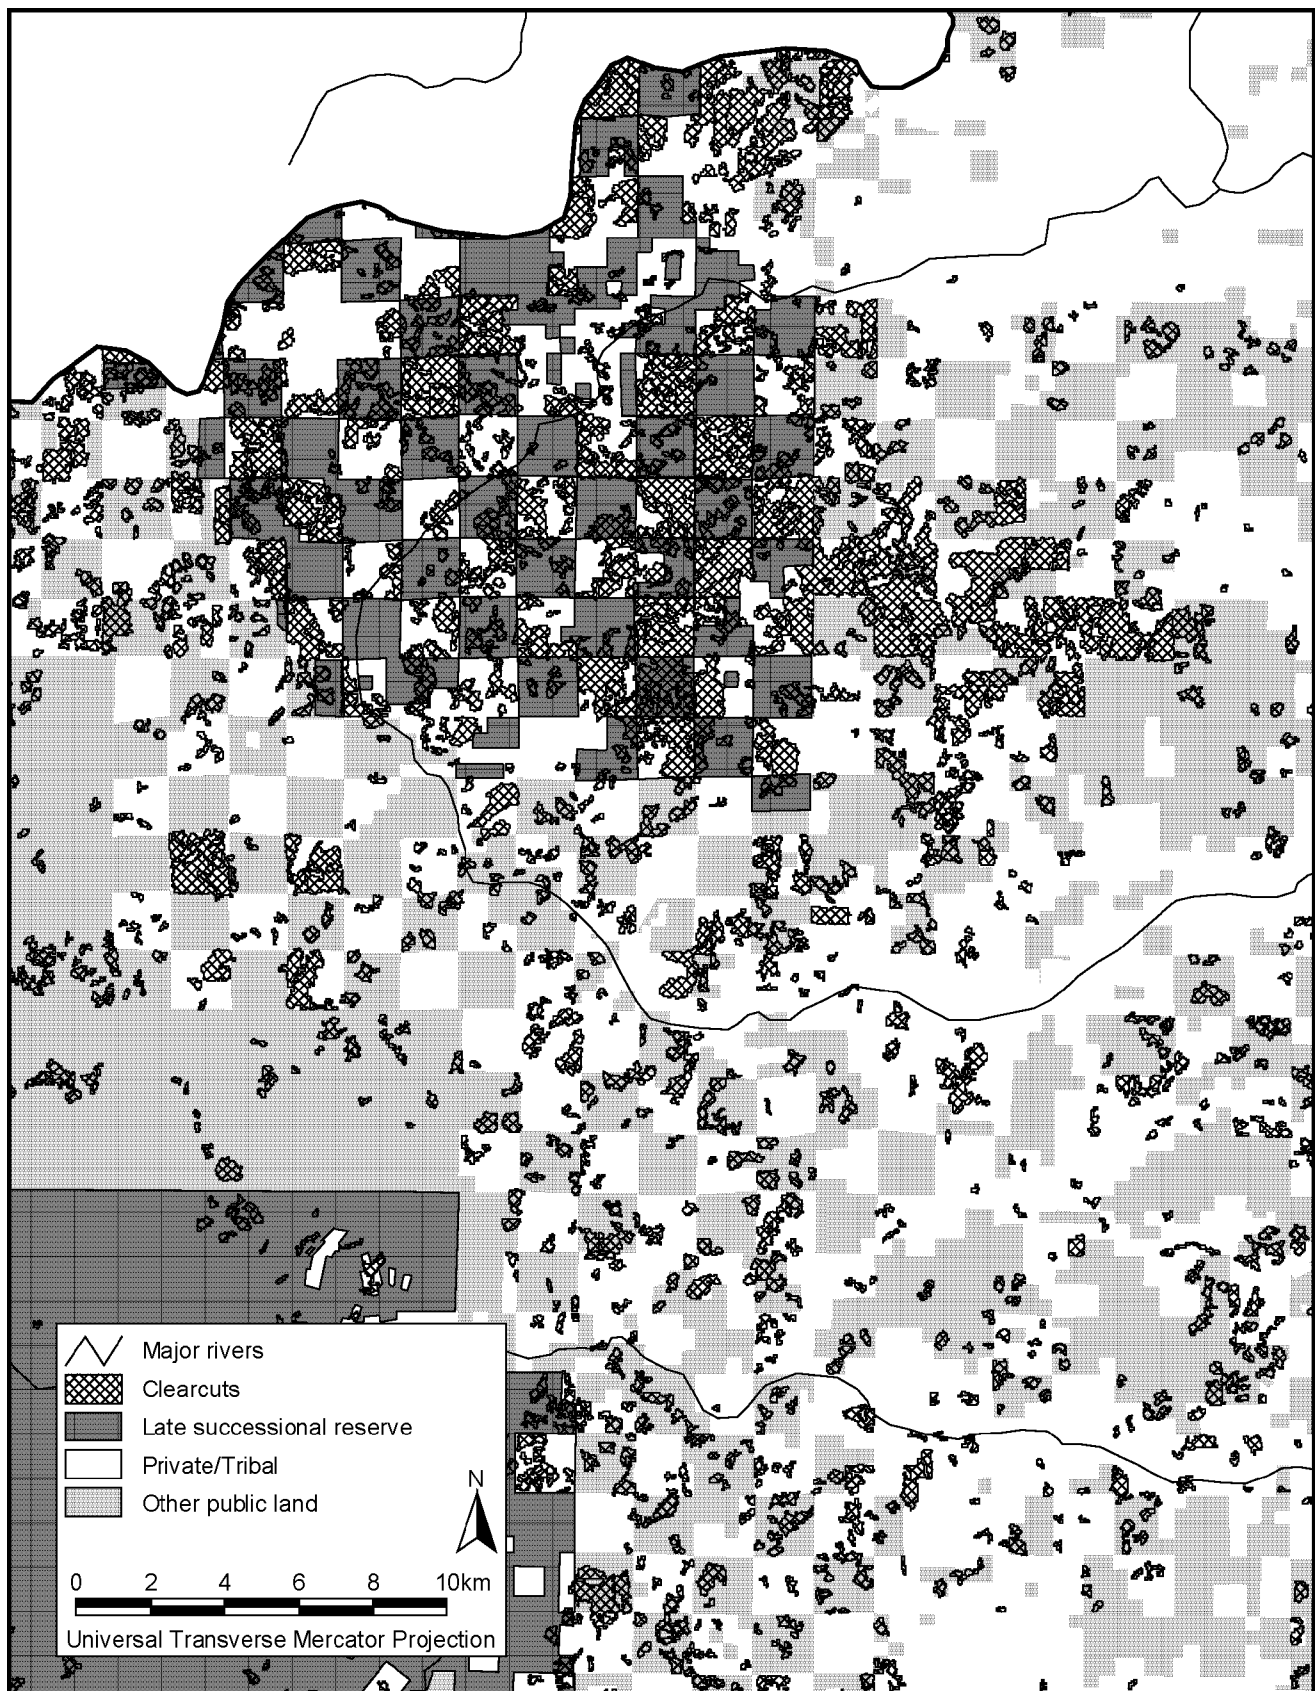 Major rivers
Clearcuts
Late successional reserve
Private/Tribal
Other public land
N
0 2 4 6 8 10km
Universal Transverse Mercator Projection